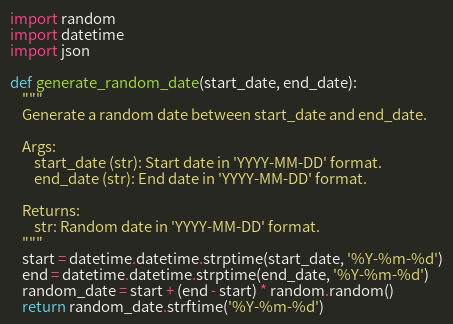 import random
import datetime
import json

def generate_random_date(start_date, end_date):
    """
    Generate a random date between start_date and end_date.

    Args:
        start_date (str): Start date in 'YYYY-MM-DD' format.
        end_date (str): End date in 'YYYY-MM-DD' format.

    Returns:
        str: Random date in 'YYYY-MM-DD' format.
    """
    start = datetime.datetime.strptime(start_date, '%Y-%m-%d')
    end = datetime.datetime.strptime(end_date, '%Y-%m-%d')
    random_date = start + (end - start) * random.random()
    return random_date.strftime('%Y-%m-%d')